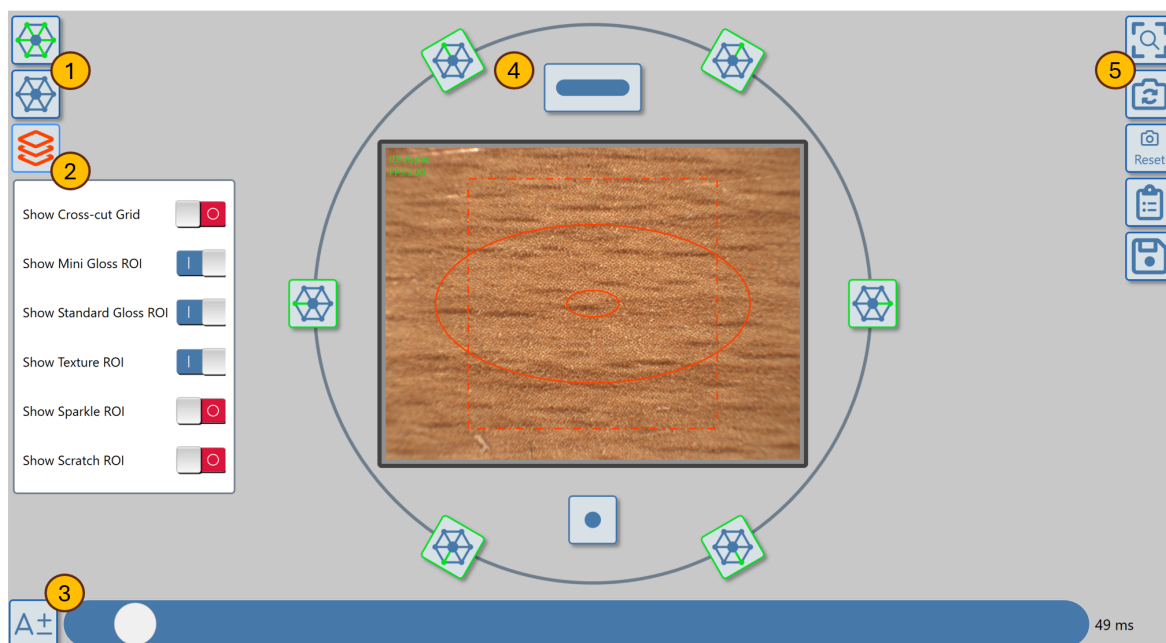 1
4
5
2
Reset
Show Cross-cut Grid
Show Mini Gloss ROI
Show Standard Gloss ROI
Show Texture ROI
Show Sparkle ROI
Show Scratch ROI
3
A±
49 ms